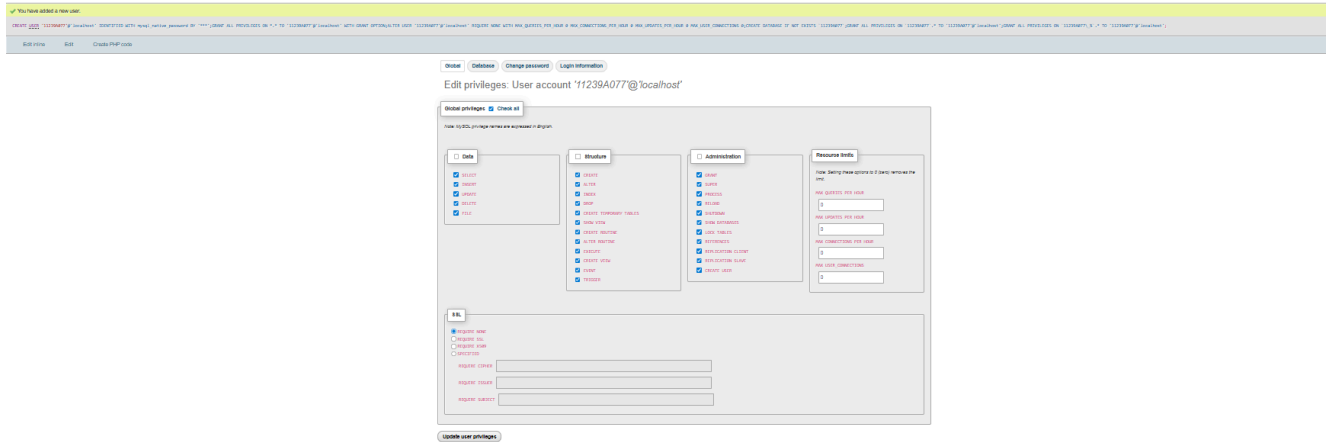 You have added a new user.
CREATE USER '11239A077'@'localhost' IDENTIFIED WITH mysql_native_password BY '***';GRANT ALL PRIVILEGES ON *.* TO '11239A077'@'localhost' WITH GRANT OPTION;ALTER USER '11239A077'@'localhost' REQUIRE NONE WITH MAX_QUERIES_PER_HOUR 0 MAX_CONNECTIONS_PER_HOUR 0 MAX_UPDATES_PER_HOUR 0 MAX_USER_CONNECTIONS 0;CREATE DATABASE IF NOT EXISTS `11239A077`;GRANT ALL PRIVILEGES ON `11239A077`.* TO '11239A077'@'localhost';GRANT ALL PRIVILEGES ON `11239A077\_%`.* TO '11239A077'@'localhost';
Edit inline Edit Create PHP code
Global Database Change password Login Information
Edit privileges: User account '11239A077'@'localhost'
Global privileges Check all
Note: MySQL privilege names are expressed in English.
Data
SELECT
INSERT
UPDATE
DELETE
FILE
Structure
CREATE
ALTER
INDEX
DROP
CREATE TEMPORARY TABLES
SHOW VIEW
CREATE ROUTINE
ALTER ROUTINE
EXECUTE
CREATE VIEW
EVENT
TRIGGER
Administration
GRANT
SUPER
PROCESS
RELOAD
SHUTDOWN
SHOW DATABASES
LOCK TABLES
REFERENCES
REPLICATION CLIENT
REPLICATION SLAVE
CREATE USER
Resource limits
Note: Setting these options to 0 (zero) removes the
limit.
MAX QUERIES PER HOUR
0
MAX UPDATES PER HOUR
0
MAX CONNECTIONS PER HOUR
0
MAX USER_CONNECTIONS
0
SSL
REQUIRE NONE
REQUIRE SSL
REQUIRE X509
SPECIFIED
REQUIRE CIPHER
REQUIRE ISSUER
REQUIRE SUBJECT
Update user privileges